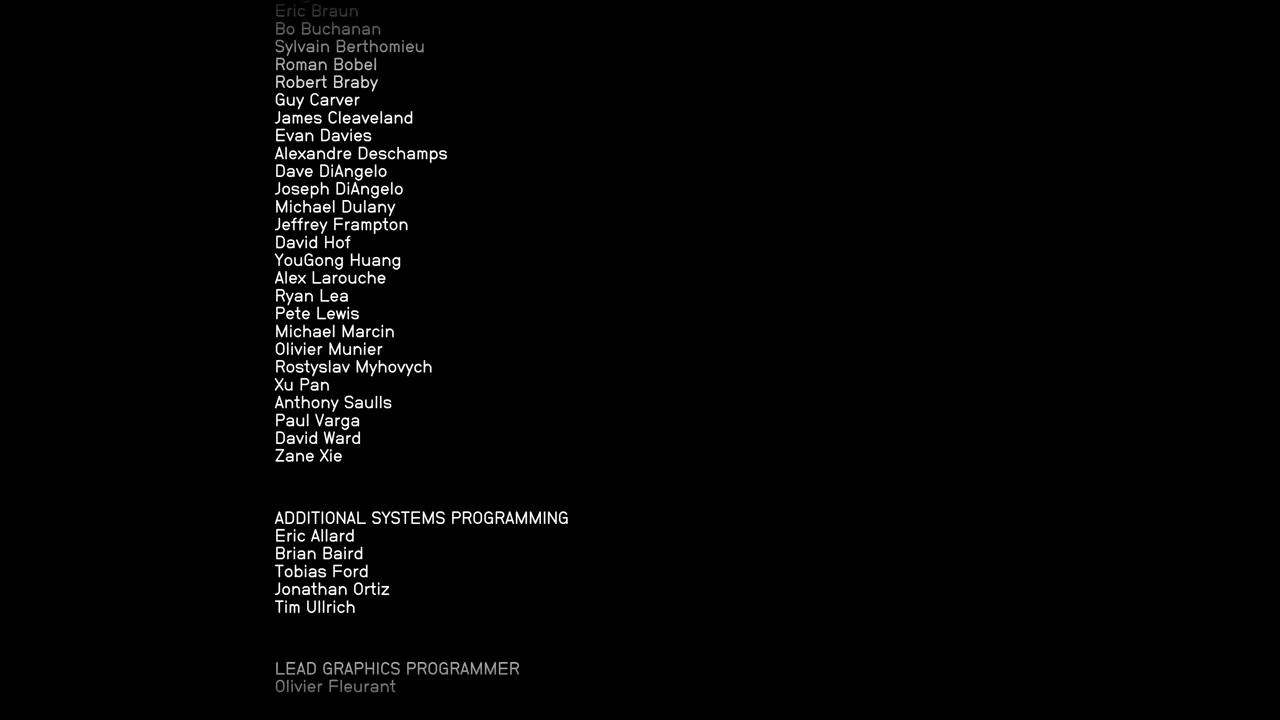 Eric Braun
Bo Buchanan
Sylvain Berthomieu
Roman Bobel
Robert Braby
Guy Carver
James Cleaveland
Evan Davies
Alexandre Deschamps
Dave DiAngelo
Joseph DiAngelo
Michael Dulany
Jeffrey Frampton
David Hof
YouGong Huang
Alex Larouche
Ryan Lea
Pete Lewis
Michael Marcin
Olivier Munier
Rostyslav Myhovych
Xu Pan
Anthony Saulls
Paul Varga
David Ward
Zane Xie
ADDITIONAL SYSTEMS PROGRAMMING
Eric Allard
Brian Baird
Tobias Ford
Jonathan Ortiz
Tim Ullrich
LEAD GRAPHICS PROGRAMMER
Olivier Fleurant